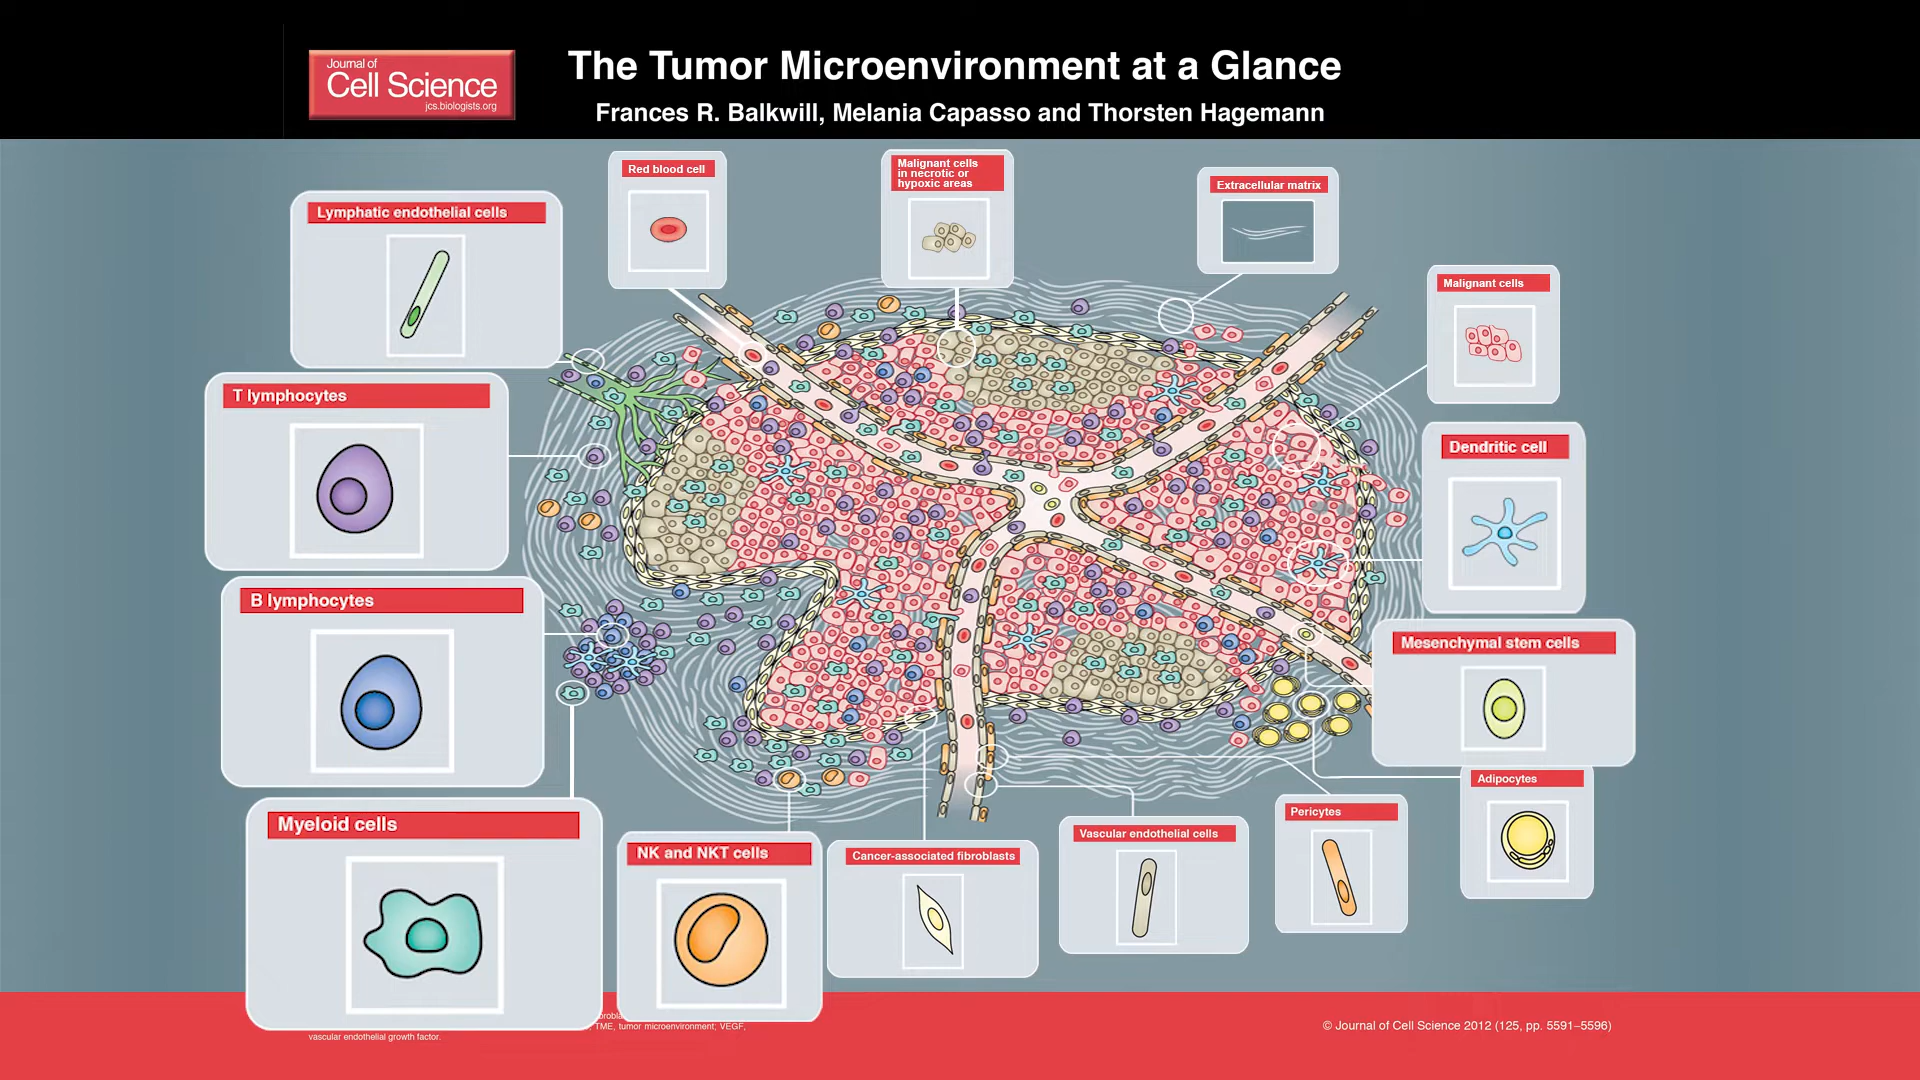 Journal of
Cell Science
jcs.biologists.org
The Tumor Microenvironment at a Glance
Frances R. Balkwill, Melania Capasso and Thorsten Hagemann
Red blood cell
Malignant cells
in necrotic or
hypoxic areas
Extracellular matrix
Lymphatic endothelial cells
Malignant cells
T lymphocytes
Dendritic cell
B lymphocytes
Mesenchymal stem cells
Adipocytes
Pericytes
Myeloid cells
Vascular endothelial cells
NK and NKT cells
Cancer-associated fibroblasts
TME, tumor microenvironment; VEGF,
vascular endothelial growth factor.
© Journal of Cell Science 2012 (125, pp. 5591–5596)